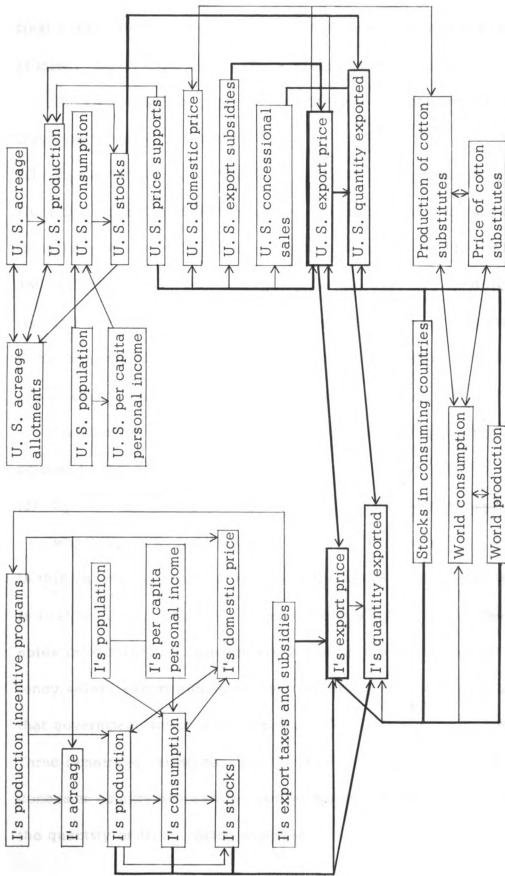 U. S. acreage
U. S. production
U. S. consumption
U. S. stocks
U. S. price supports
U. S. domestic price
U. S. export subsidies
U. S. concessional
sales
U. S. export price
U. S. quantity exported
Production of cotton
substitutes
Price of cotton
substitutes
U. S. acreage
allotments
U. S. population
U. S. per capita
personal income
Stocks in consuming countries
World consumption
World production
I's production incentive programs
I's acreage
I's production
I's consumption
I's stocks
I's population
I's per capita
personal income
I's domestic price
I's export taxes and subsidies
I's export price
I's quantity exported